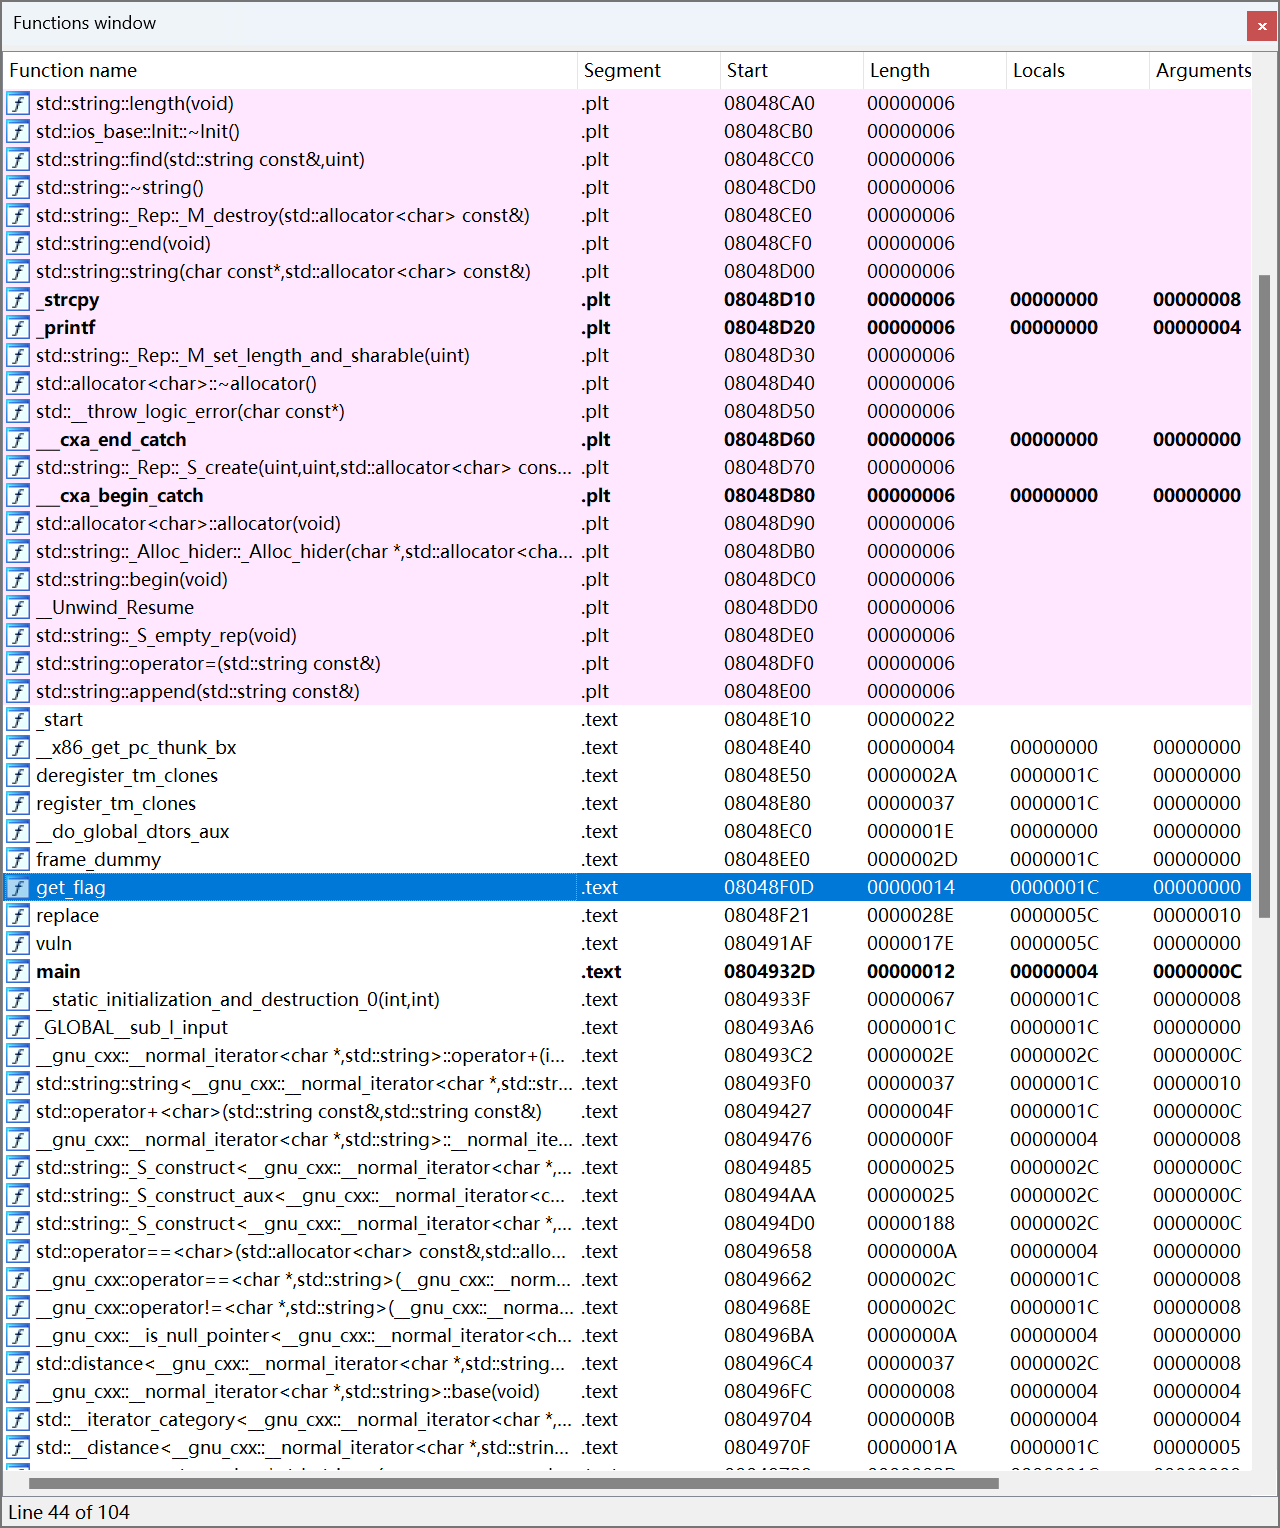 Functions window
Function name Segment Start Length Locals Arguments
std::string::length(void) .plt 08048CA0 00000006
std::ios_base::Init::~Init() .plt 08048CB0 00000006
std::string::find(std::string const&,uint) .plt 08048CC0 00000006
std::string::~string() .plt 08048CD0 00000006
std::string::_Rep::_M_destroy(std::allocator<char> const&) .plt 08048CE0 00000006
std::string::end(void) .plt 08048CF0 00000006
std::string::string(char const*,std::allocator<char> const&) .plt 08048D00 00000006
_strcpy .plt 08048D10 00000006 00000000 00000008
_printf .plt 08048D20 00000006 00000000 00000004
std::string::_Rep::_M_set_length_and_sharable(uint) .plt 08048D30 00000006
std::allocator<char>::~allocator() .plt 08048D40 00000006
std::__throw_logic_error(char const*) .plt 08048D50 00000006
___cxa_end_catch .plt 08048D60 00000006 00000000 00000000
std::string::_Rep::_S_create(uint,uint,std::allocator<char> cons... .plt 08048D70 00000006
___cxa_begin_catch .plt 08048D80 00000006 00000000 00000000
std::allocator<char>::allocator(void) .plt 08048D90 00000006
std::string::_Alloc_hider::_Alloc_hider(char *,std::allocator<cha... .plt 08048DB0 00000006
std::string::begin(void) .plt 08048DC0 00000006
__Unwind_Resume .plt 08048DD0 00000006
std::string::_S_empty_rep(void) .plt 08048DE0 00000006
std::string::operator=(std::string const&) .plt 08048DF0 00000006
std::string::append(std::string const&) .plt 08048E00 00000006
_start .text 08048E10 00000022
__x86_get_pc_thunk_bx .text 08048E40 00000004 00000000 00000000
deregister_tm_clones .text 08048E50 0000002A 0000001C 00000000
register_tm_clones .text 08048E80 00000037 0000001C 00000000
__do_global_dtors_aux .text 08048EC0 0000001E 00000000 00000000
frame_dummy .text 08048EE0 0000002D 0000001C 00000000
get_flag .text 08048F0D 00000014 0000001C 00000000
replace .text 08048F21 0000028E 0000005C 00000010
vuln .text 080491AF 0000017E 0000005C 00000000
main .text 0804932D 00000012 00000004 0000000C
__static_initialization_and_destruction_0(int,int) .text 0804933F 00000067 0000001C 00000008
_GLOBAL__sub_I_input .text 080493A6 0000001C 0000001C 00000000
__gnu_cxx::__normal_iterator<char *,std::string>::operator+(i... .text 080493C2 0000002E 0000002C 0000000C
std::string::string<__gnu_cxx::__normal_iterator<char *,std::str... .text 080493F0 00000037 0000001C 00000010
std::operator+<char>(std::string const&,std::string const&) .text 08049427 0000004F 0000001C 0000000C
__gnu_cxx::__normal_iterator<char *,std::string>::__normal_ite... .text 08049476 0000000F 00000004 00000008
std::string::_S_construct<__gnu_cxx::__normal_iterator<char *,... .text 08049485 00000025 0000002C 0000000C
std::string::_S_construct_aux<__gnu_cxx::__normal_iterator<c... .text 080494AA 00000025 0000002C 0000000C
std::string::_S_construct<__gnu_cxx::__normal_iterator<char *,... .text 080494D0 00000188 0000002C 0000000C
std::operator==<char>(std::allocator<char> const&,std::allo... .text 08049658 0000000A 00000004 00000000
__gnu_cxx::operator==<char *,std::string>(__gnu_cxx::__norm... .text 08049662 0000002C 0000001C 00000008
__gnu_cxx::operator!=<char *,std::string>(__gnu_cxx::__norma... .text 0804968E 0000002C 0000001C 00000008
__gnu_cxx::__is_null_pointer<__gnu_cxx::__normal_iterator<ch... .text 080496BA 0000000A 00000004 00000000
std::distance<__gnu_cxx::__normal_iterator<char *,std::string... .text 080496C4 00000037 0000002C 00000008
__gnu_cxx::__normal_iterator<char *,std::string>::base(void) .text 080496FC 00000008 00000004 00000004
std::__iterator_category<__gnu_cxx::__normal_iterator<char *,... .text 08049704 0000000B 00000004 00000004
std::__distance<__gnu_cxx::__normal_iterator<char *,std::strin... .text 0804970F 0000001A 0000001C 00000005
Line 44 of 104